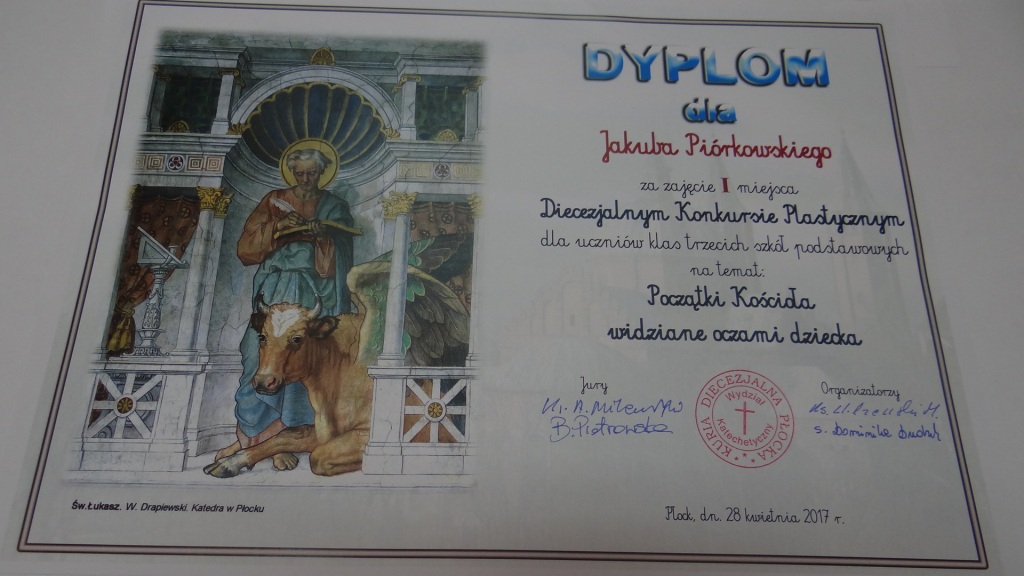 DYPLOM
dla
Jakuba Piórkowskiego
za zajęcie I miejsca
Diecezjalnym Konkursie Plastycznym
dla uczniów klas trzecich szkół podstawowych
na temat:
Początki Kościoła
widziane oczami dziecka
Jury
B. Piotrowska
KURIA DIECEZJALNA PŁOCKA
Wydział
Katechetyczny
Organizatorzy
s. Dominika
Św.Łukasz. W. Drapiewski. Katedra w Płocku
Płock, dn. 28 kwietnia 2017 r.